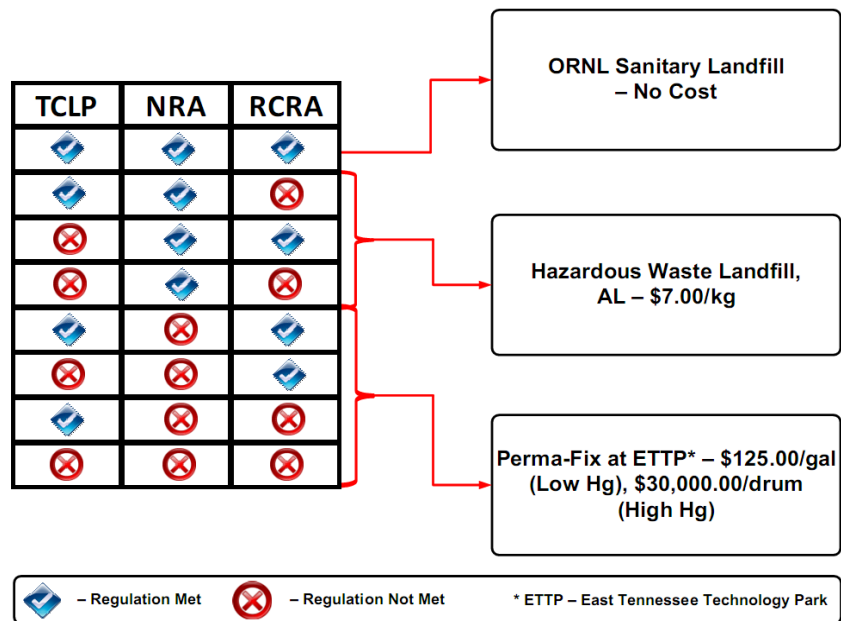 TCLP NRA RCRA
ORNL Sanitary Landfill
– No Cost
Hazardous Waste Landfill,
AL – $7.00/kg
Perma-Fix at ETTP* – $125.00/gal
(Low Hg), $30,000.00/drum
(High Hg)
– Regulation Met – Regulation Not Met * ETTP – East Tennessee Technology Park